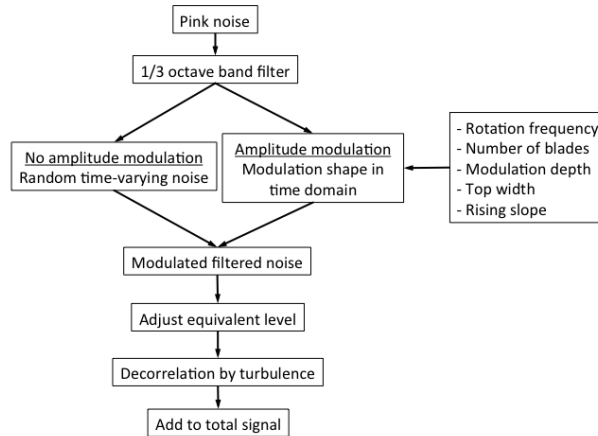 Pink noise
1/3 octave band filter
No amplitude modulation
Random time-varying noise
Amplitude modulation
Modulation shape in
time domain
- Rotation frequency
- Number of blades
- Modulation depth
- Top width
- Rising slope
Modulated filtered noise
Adjust equivalent level
Decorrelation by turbulence
Add to total signal